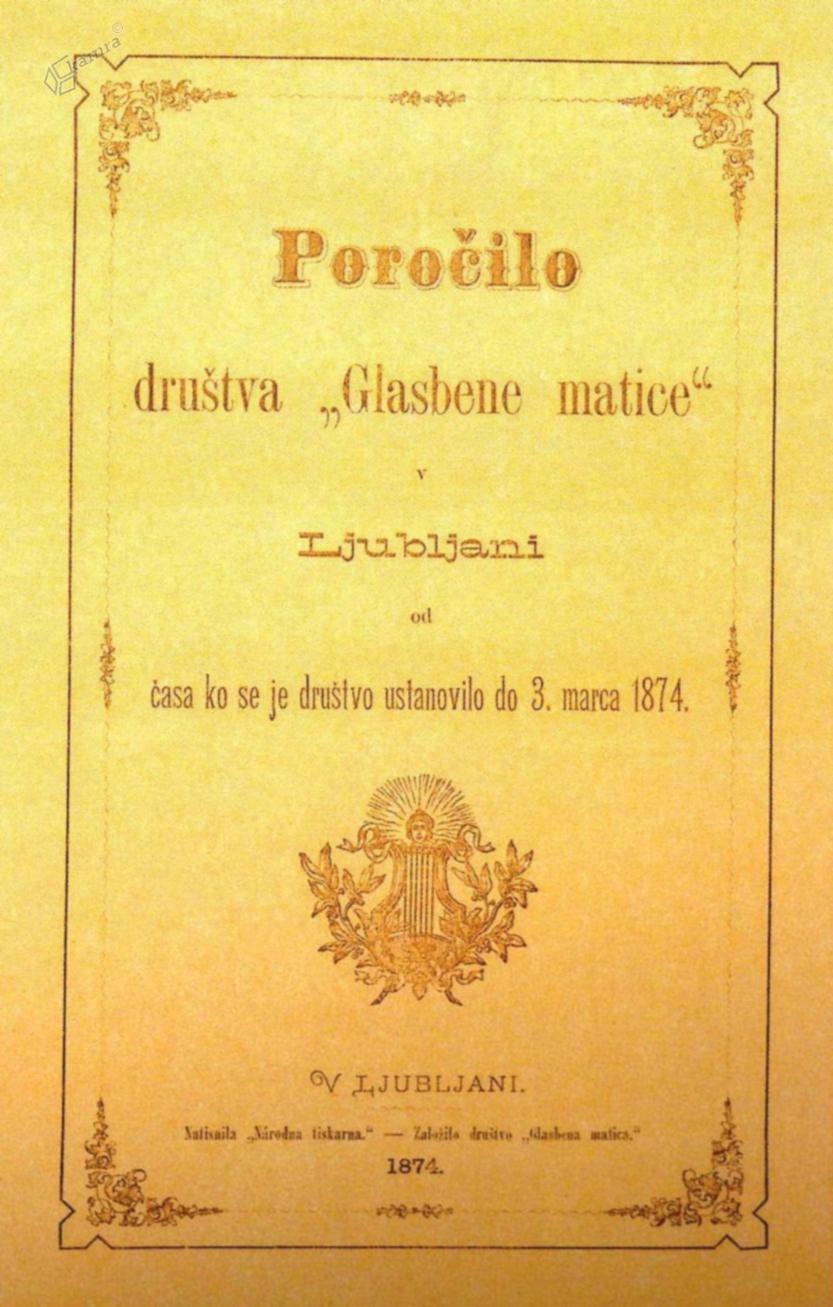 kamra©
Poročilo
društva „Glasbene matice“
v
Ljubljani
od
časa ko se je društvo ustanovilo do 3. marca 1874.
V LJUBLJANI.
Natisnila „Národna tiskarna.“ — Založilo društvo „Glasbena matica.“
1874.